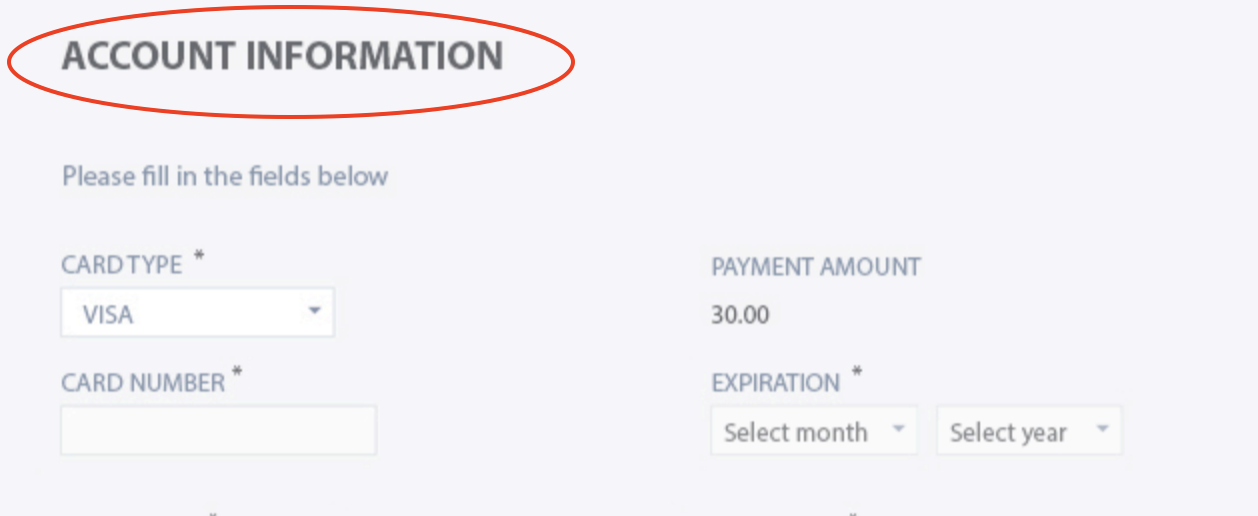 ACCOUNT INFORMATION
Please fill in the fields below
CARD TYPE * PAYMENT AMOUNT
VISA 30.00
CARD NUMBER * EXPIRATION *
Select month Select year
* *